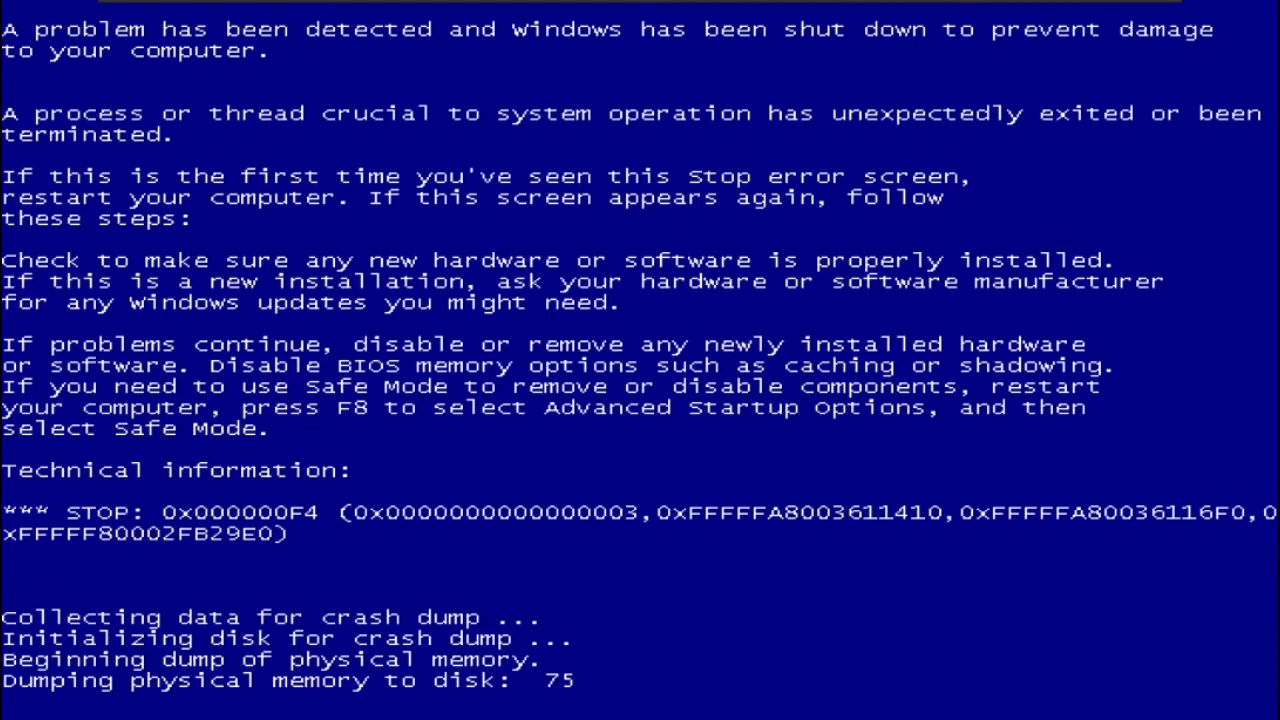 A problem has been detected and Windows has been shut down to prevent damage
to your computer.
A process or thread crucial to system operation has unexpectedly exited or been
terminated.
If this is the first time you've seen this Stop error screen,
restart your computer. If this screen appears again, follow
these steps:
Check to make sure any new hardware or software is properly installed.
If this is a new installation, ask your hardware or software manufacturer
for any Windows updates you might need.
If problems continue, disable or remove any newly installed hardware
or software. Disable BIOS memory options such as caching or shadowing.
If you need to use Safe Mode to remove or disable components, restart
your computer, press F8 to select Advanced Startup Options, and then
select Safe Mode.
Technical information:
*** STOP: 0x000000F4 (0x0000000000000003,0xFFFFFA8003611410,0xFFFFFA80036116F0,0
xFFFFF80002FB29E0)
Collecting data for crash dump ...
Initializing disk for crash dump ...
Beginning dump of physical memory.
Dumping physical memory to disk:  75